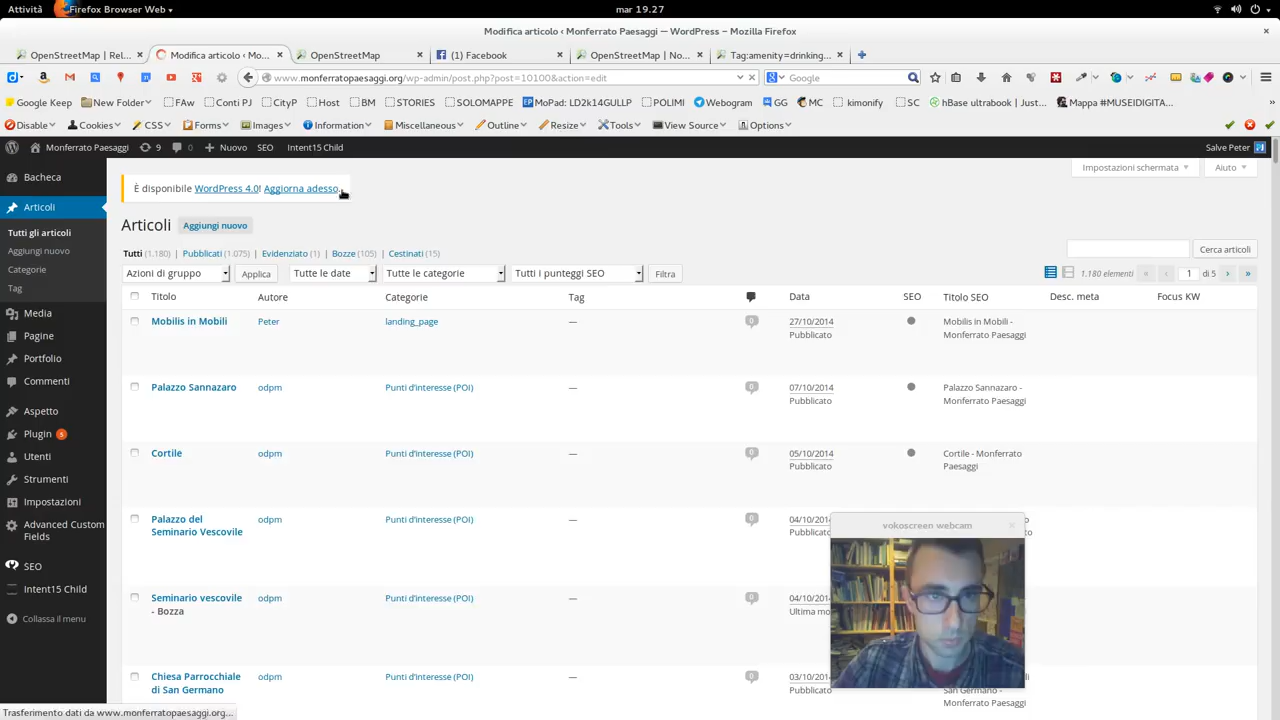 Attività Firefox Browser Web mar 19.27
Modifica articolo ‹ Monferrato Paesaggi — WordPress – Mozilla Firefox
OpenStreetMap | Rel... Modifica articolo ‹ Mo... OpenStreetMap (1) Facebook OpenStreetMap | No... Tag:amenity=drinking...
www.monferratopaesaggi.org/wp-admin/post.php?post=10100&action=edit Google
Google Keep New Folder FAw Conti PJ CityP Host BM STORIES SOLOMAPPE MoPad: LD2k14GULLP POLIMI Webogram GG MC kimonify SC hBase ultrabook | Just... Mappa #MUSEIDIGITA...
Disable Cookies CSS Forms Images Information Miscellaneous Outline Resize Tools View Source Options
Monferrato Paesaggi 9 0 Nuovo SEO Intent15 Child Salve Peter
Impostazioni schermata Aiuto
È disponibile WordPress 4.0! Aggiorna adesso.
Articoli Aggiungi nuovo
Tutti (1.180) | Pubblicati (1.075) | Evidenziato (1) | Bozze (105) | Cestinati (15)
Cerca articoli
Azioni di gruppo Applica Tutte le date Tutte le categorie Tutti i punteggi SEO Filtra 1.180 elementi « ‹ 1 di 5 › »
Titolo Autore Categorie Tag Data SEO Titolo SEO Desc. meta Focus KW
Mobilis in Mobili Peter landing_page — 0 27/10/2014 Mobilis in Mobili -
Pubblicato Monferrato Paesaggi
Palazzo Sannazaro odpm Punti d'interesse (POI) — 0 07/10/2014 Palazzo Sannazaro -
Pubblicato Monferrato Paesaggi
Cortile odpm Punti d'interesse (POI) — 0 05/10/2014 Cortile - Monferrato
Pubblicato Paesaggi
Palazzo del odpm Punti d'interesse (POI) — 0 04/10/2014
Seminario Vescovile Pubblicato
Seminario vescovile odpm Punti d'interesse (POI) — 0 04/10/2014
- Bozza Ultima mo
Chiesa Parrocchiale odpm Punti d'interesse (POI) — 0 03/10/2014
di San Germano Pubblicato San Germano -
Monferrato Paesaggi
Bacheca
Articoli
Tutti gli articoli
Aggiungi nuovo
Categorie
Tag
Media
Pagine
Portfolio
Commenti
Aspetto
Plugin 5
Utenti
Strumenti
Impostazioni
Advanced Custom
Fields
SEO
Intent15 Child
Collassa il menu
vokoscreen webcam
Trasferimento dati da www.monferratopaesaggi.org...